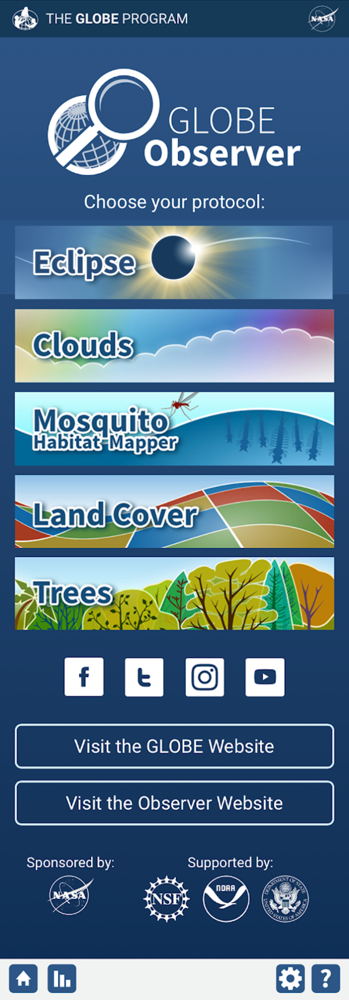 THE GLOBE PROGRAM
NASA
GLOBE
Observer
Choose your protocol:
Eclipse
Clouds
Mosquito
Habitat Mapper
Land Cover
Trees
Visit the GLOBE Website
Visit the Observer Website
Sponsored by:
Supported by:
NASA
NSF
NOAA
DEPARTMENT OF STATE
UNITED STATES OF AMERICA